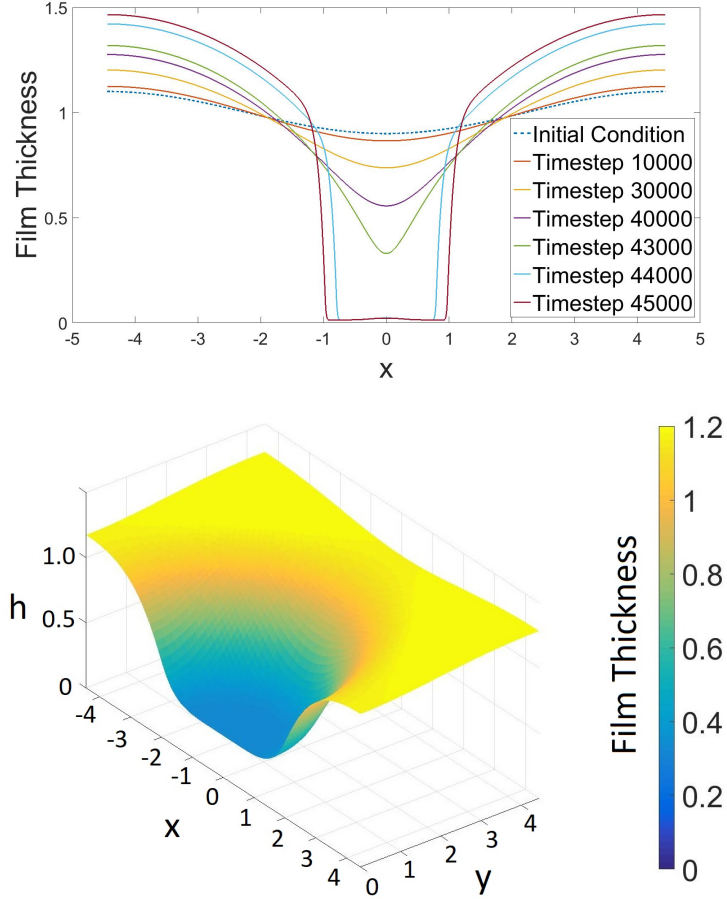 1.5
1
0.5
0
Film Thickness
-5 -4 -3 -2 -1 0 1 2 3 4 5
x
Initial Condition
Timestep 10000
Timestep 30000
Timestep 40000
Timestep 43000
Timestep 44000
Timestep 45000
h
1.0
0.5
0
-4 -3 -2 -1 0 1 2 3 4
x
0 1 2 3 4
y
Film Thickness
1.2
1
0.8
0.6
0.4
0.2
0